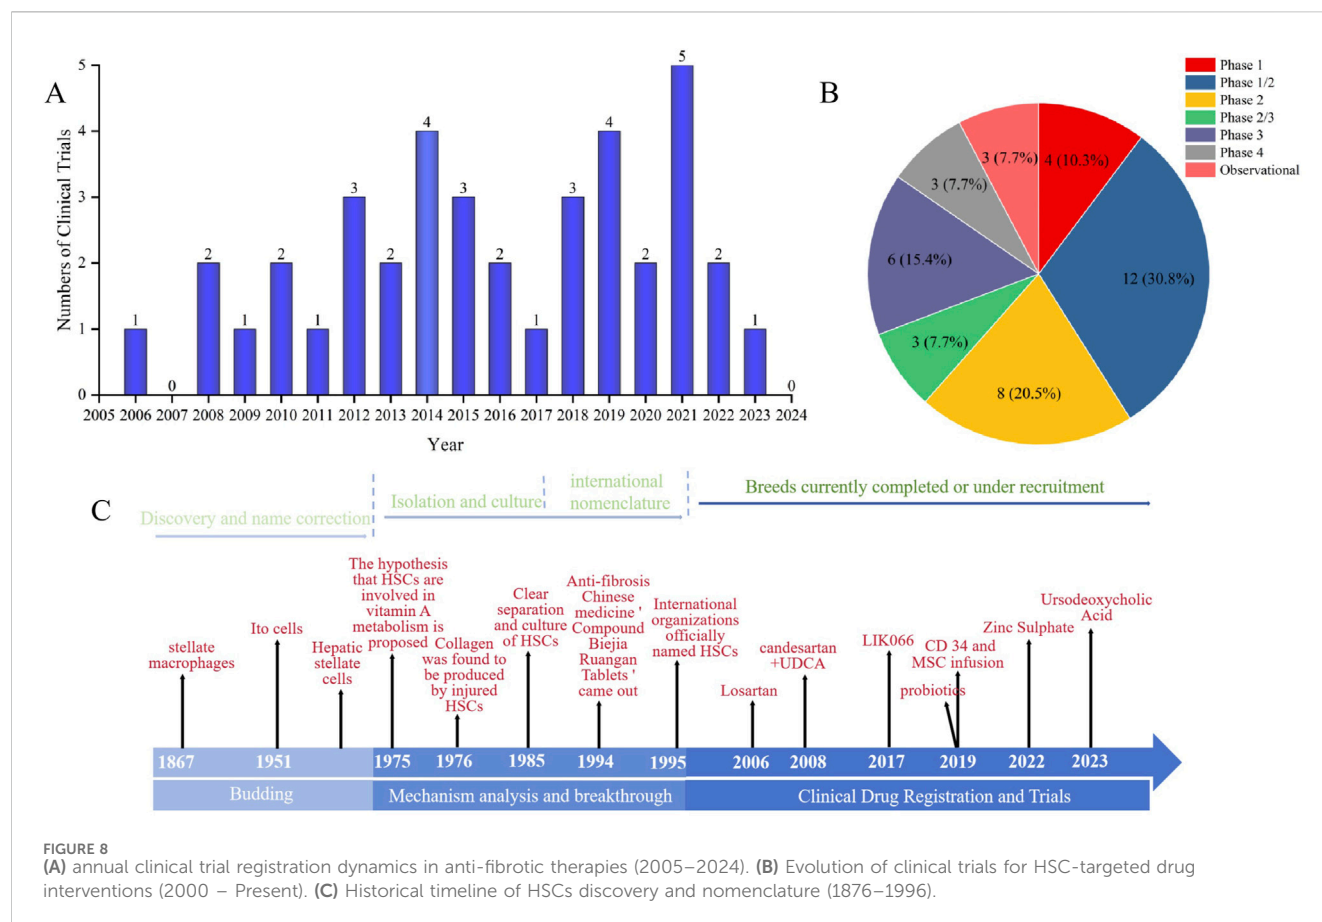 A
Numbers of Clinical Trials
5
4
3
2
1
0
1
0
2
1
2
1
3
2
4
3
2
1
3
4
2
5
2
1
0
2005 2006 2007 2008 2009 2010 2011 2012 2013 2014 2015 2016 2017 2018 2019 2020 2021 2022 2023 2024
Year
B
Phase 1
Phase 1/2
Phase 2
Phase 2/3
Phase 3
Phase 4
Observational
3 (7.7%)
4 (10.3%)
3 (7.7%)
12 (30.8%)
6 (15.4%)
3 (7.7%)
8 (20.5%)
C
Discovery and name correction
Isolation and culture
international
nomenclature
Breeds currently completed or under recruitment
stellate
macrophages
Ito cells
Hepatic
stellate
cells
The hypothesis
that HSCs are
involved in
vitamin A
metabolism is
proposed
Collagen
was found to
be produced
by injured
HSCs
Clear
separation
and culture
of HSCs
Anti-fibrosis
Chinese
medicine '
Compound
Biejia
Ruangan
Tablets '
came out
International
organizations
officially
named HSCs
Losartan
candesartan
+UDCA
LIK066
CD 34 and
MSC infusion
probiotics
Zinc Sulphate
Ursodeoxycholic
Acid
1867 1951 1975 1976 1985 1994 1995 2006 2008 2017 2019 2022 2023
Budding
Mechanism analysis and breakthrough
Clinical Drug Registration and Trials
FIGURE 8
(A) annual clinical trial registration dynamics in anti-fibrotic therapies (2005–2024). (B) Evolution of clinical trials for HSC-targeted drug
interventions (2000 – Present). (C) Historical timeline of HSCs discovery and nomenclature (1876–1996).